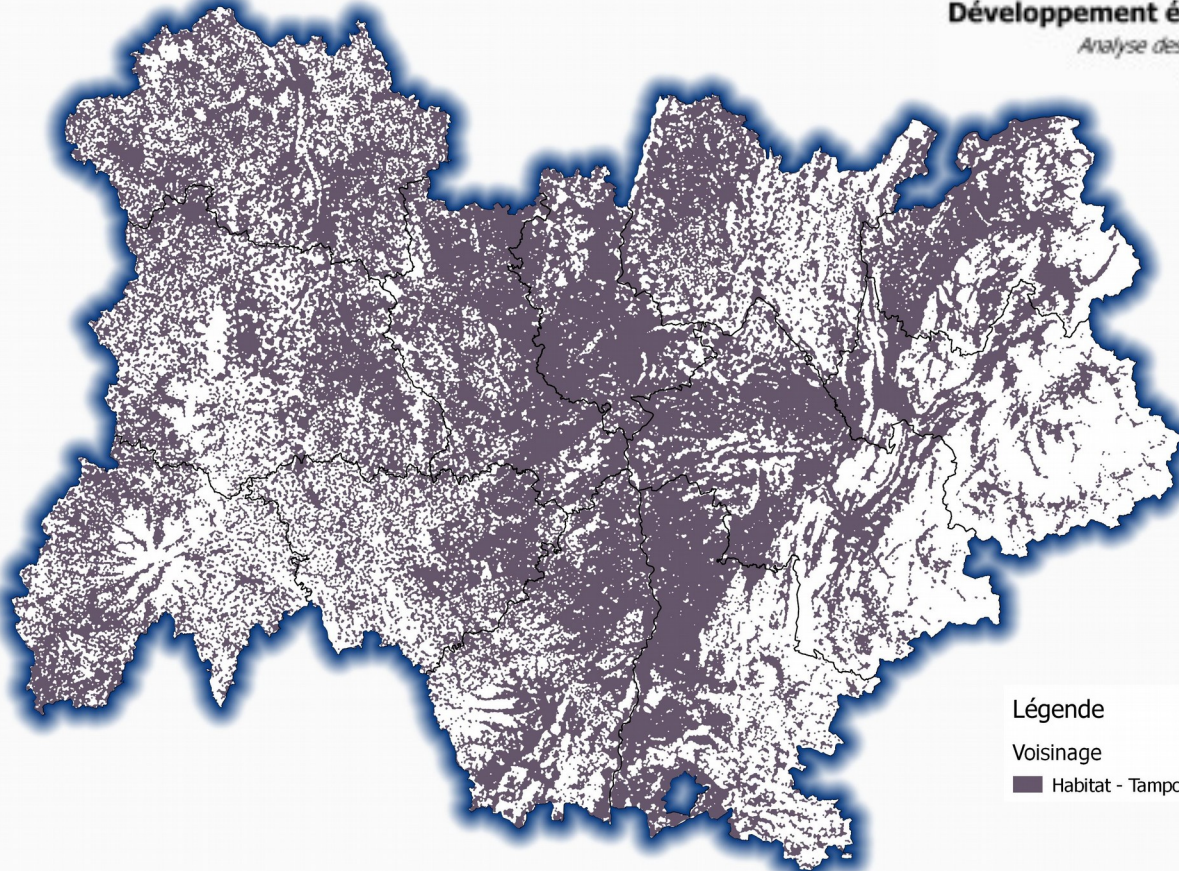 Développement é
Analyse des
Légende
Voisinage
Habitat - Tampo